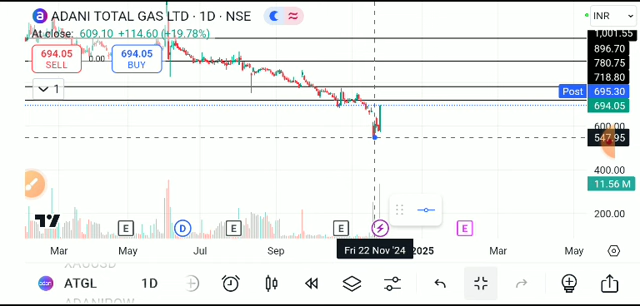 ADANI TOTAL GAS LTD · 1D · NSE
INR
At close: 609.10 +114.60 (+19.78%)
1,001.55
694.05
SELL
0.00
694.05
BUY
896.70
780.75
718.80
1
Post 695.30
694.05
600.00
547.95
400.00
11.56 M
200.00
E
D
E
E
E
Mar
May
Jul
Sep
Fri 22 Nov '24
2025
Mar
May
XAUUSD
ATGL
1D
ADANIPOW